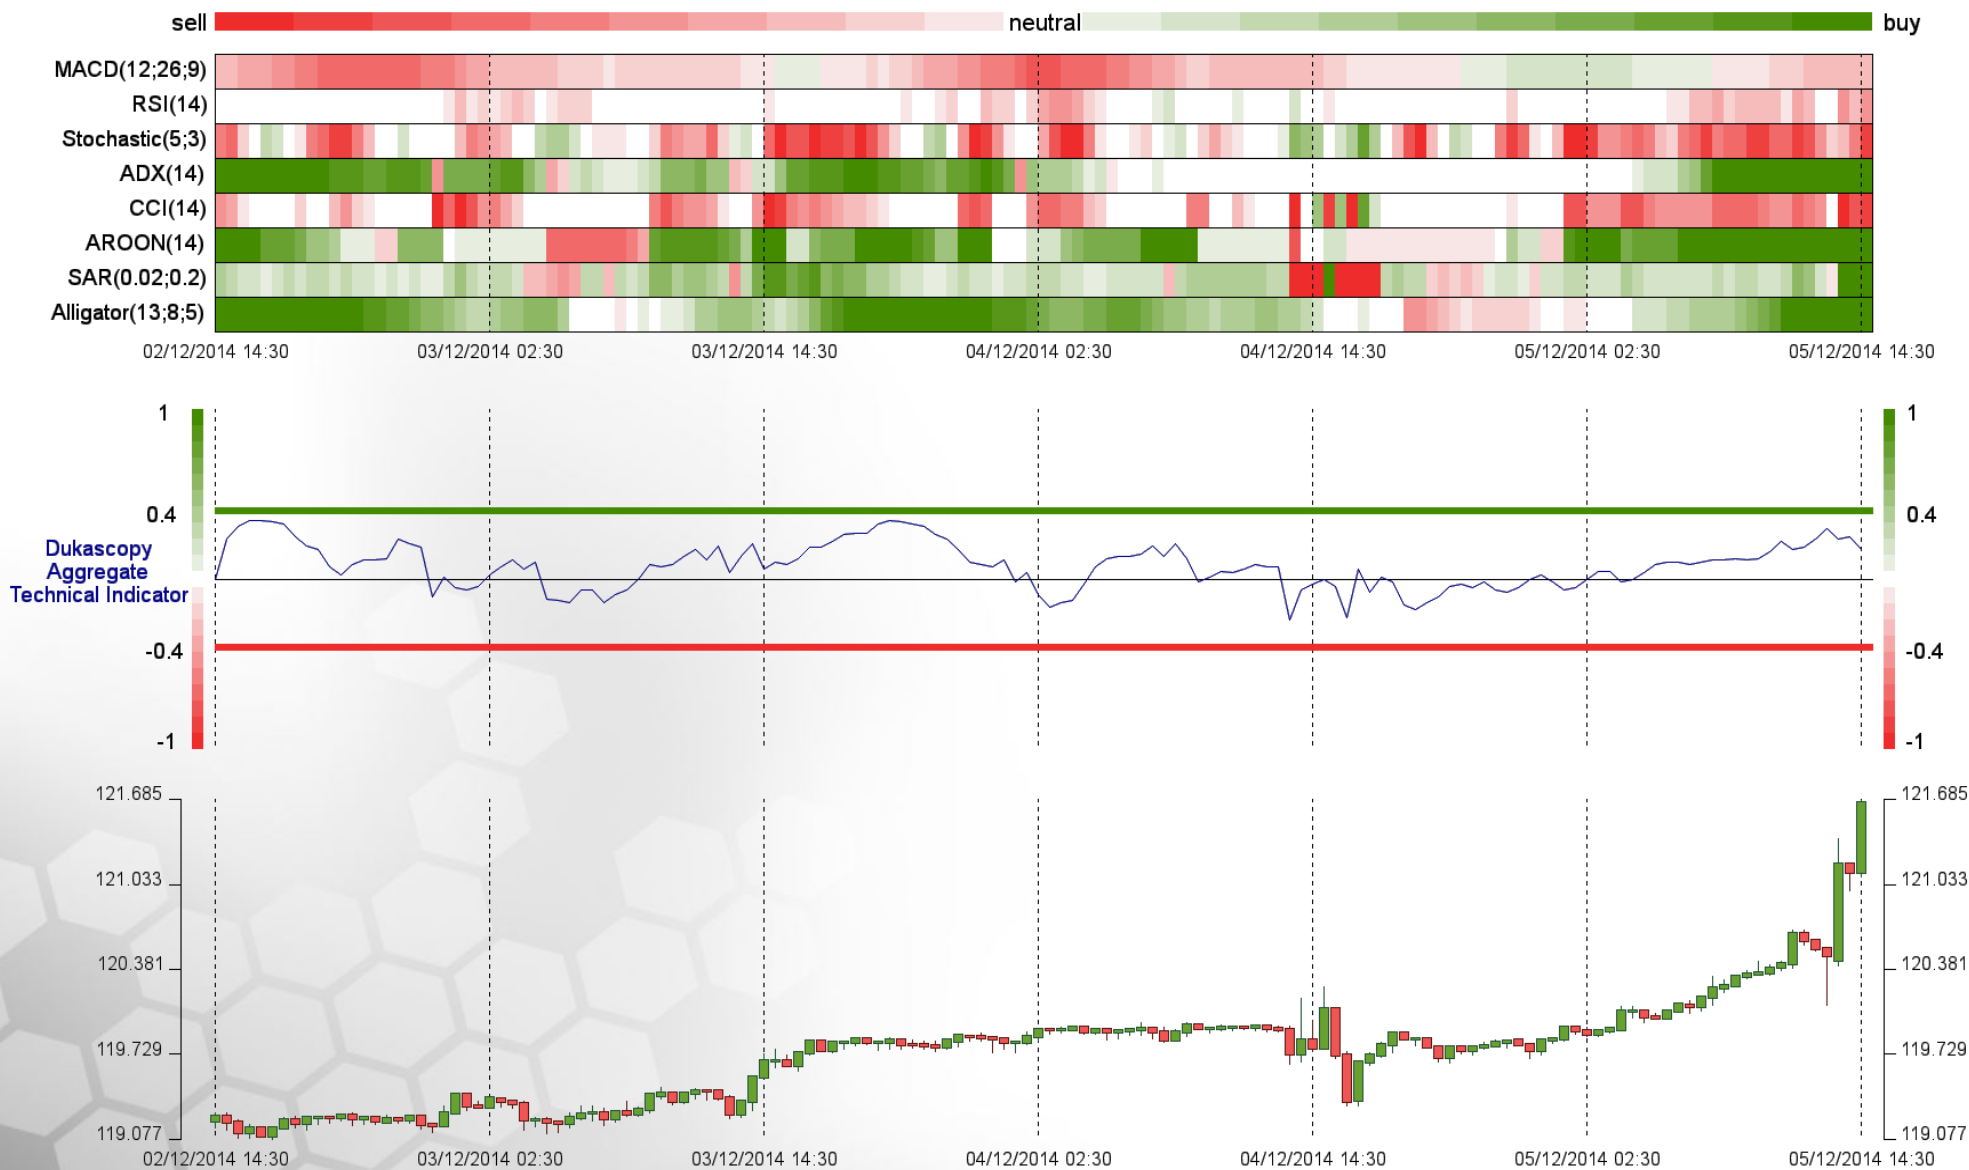 sell neutral buy
MACD(12;26;9)
RSI(14)
Stochastic(5;3)
ADX(14)
CCI(14)
AROON(14)
SAR(0.02;0.2)
Alligator(13;8;5)
02/12/2014 14:30 03/12/2014 02:30 03/12/2014 14:30 04/12/2014 02:30 04/12/2014 14:30 05/12/2014 02:30 05/12/2014 14:30
1 1
0.4 0.4
Dukascopy
Aggregate
Technical Indicator
-0.4 -0.4
-1 -1
121.685 121.685
121.033 121.033
120.381 120.381
119.729 119.729
119.077 119.077
02/12/2014 14:30 03/12/2014 02:30 03/12/2014 14:30 04/12/2014 02:30 04/12/2014 14:30 05/12/2014 02:30 05/12/2014 14:30